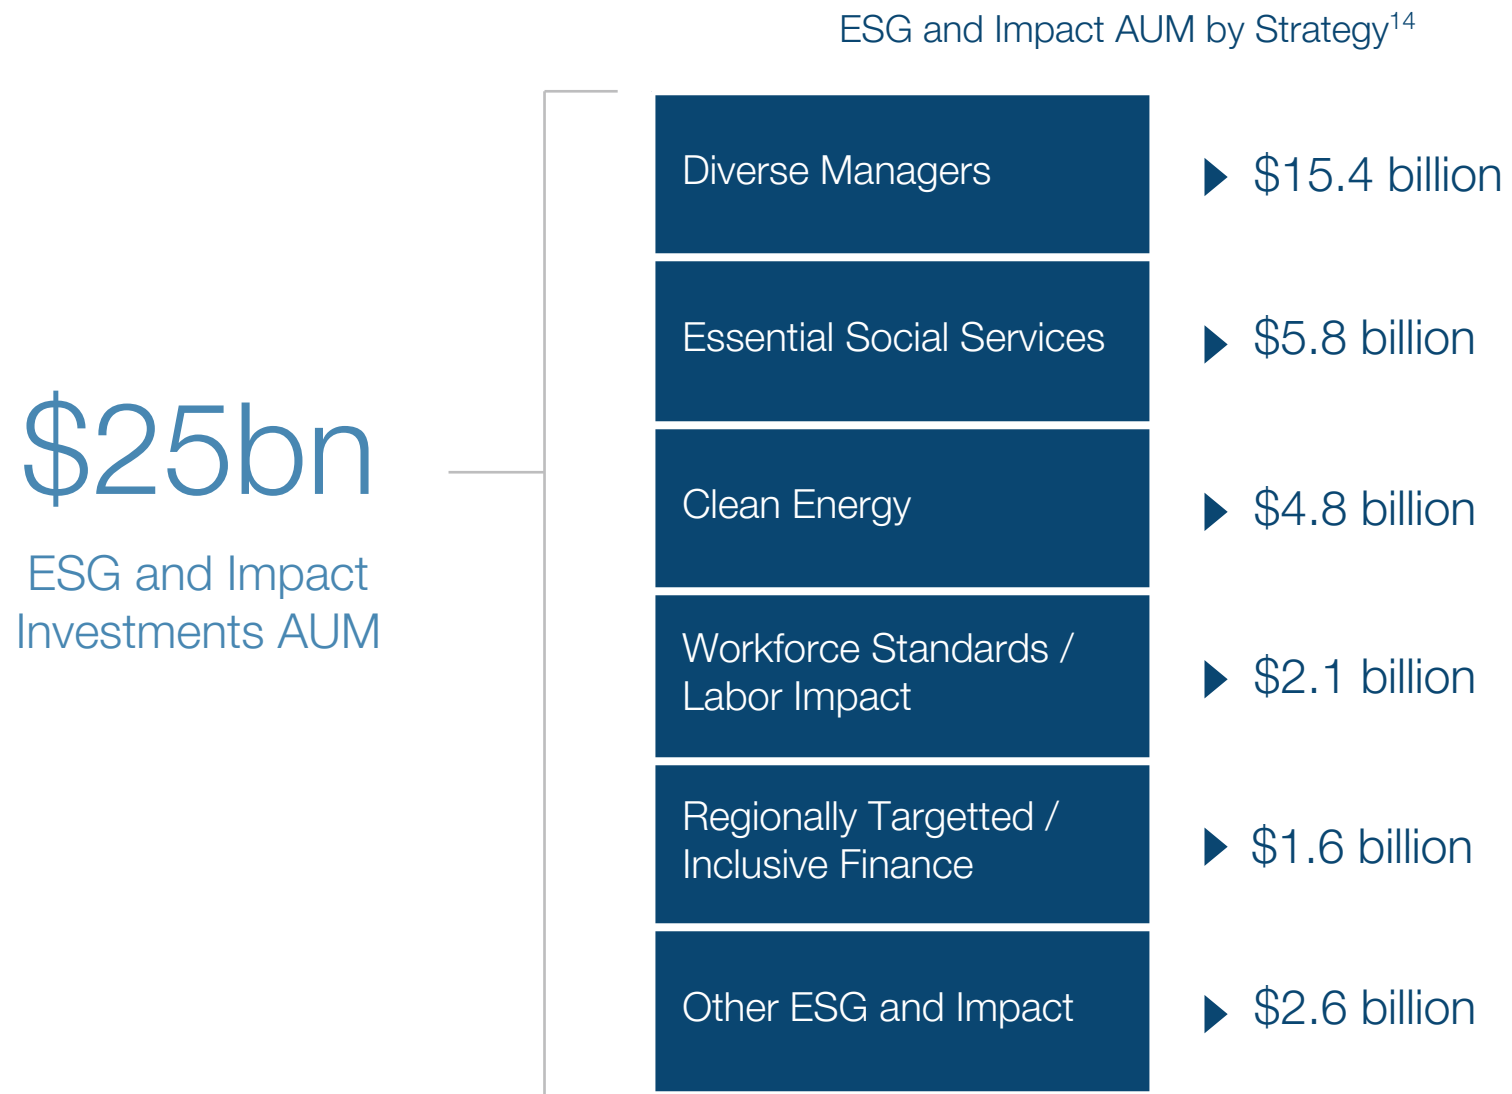 ESG and Impact AUM by Strategy14
$25bn
ESG and Impact
Investments AUM
Diverse Managers
$15.4 billion
Essential Social Services
$5.8 billion
Clean Energy
$4.8 billion
Workforce Standards /
Labor Impact
$2.1 billion
Regionally Targetted /
Inclusive Finance
$1.6 billion
Other ESG and Impact
$2.6 billion